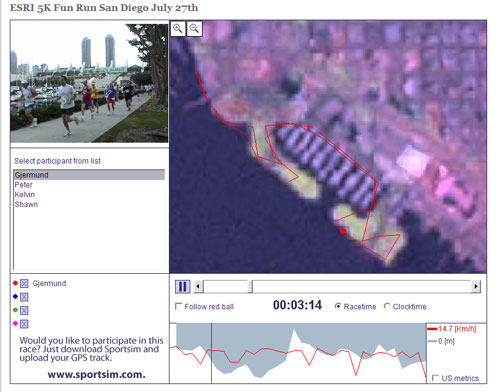 ESRI 5K Fun Run San Diego July 27th
Select participant from list
Gjermund
Peter
Kelvin
Shawn
Gjermund
Would you like to participate in this
race? Just download Sportsim and
upload your GPS track.
www.sportsim.com.
Follow red ball
00:03:14
Racetime
Clocktime
14.7 [Km/h]
0 [m]
US metrics